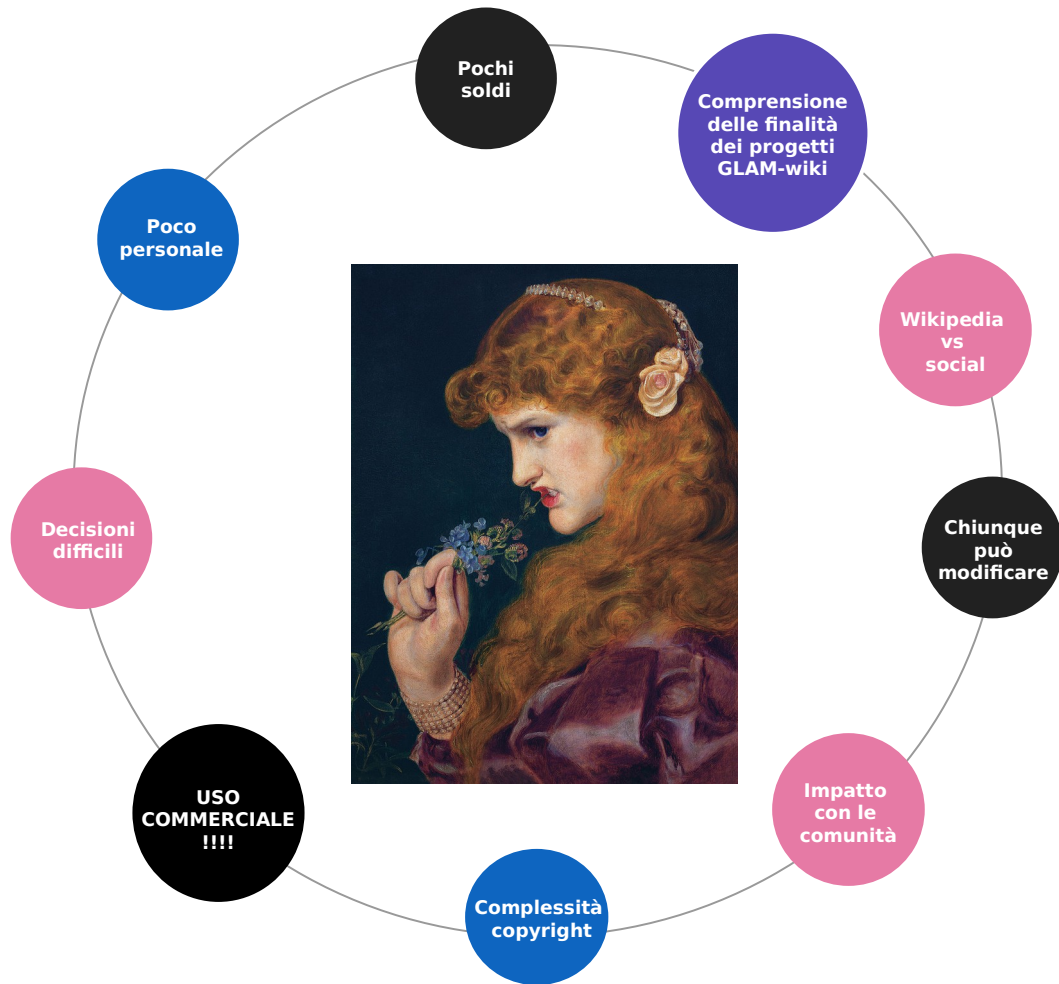 Pochi
soldi
Comprensione
delle finalità
dei progetti
GLAM-wiki
Wikipedia
vs
social
Chiunque
può
modificare
Impatto
con le
comunità
Complessità
copyright
USO
COMMERCIALE
!!!!
Decisioni
difficili
Poco
personale